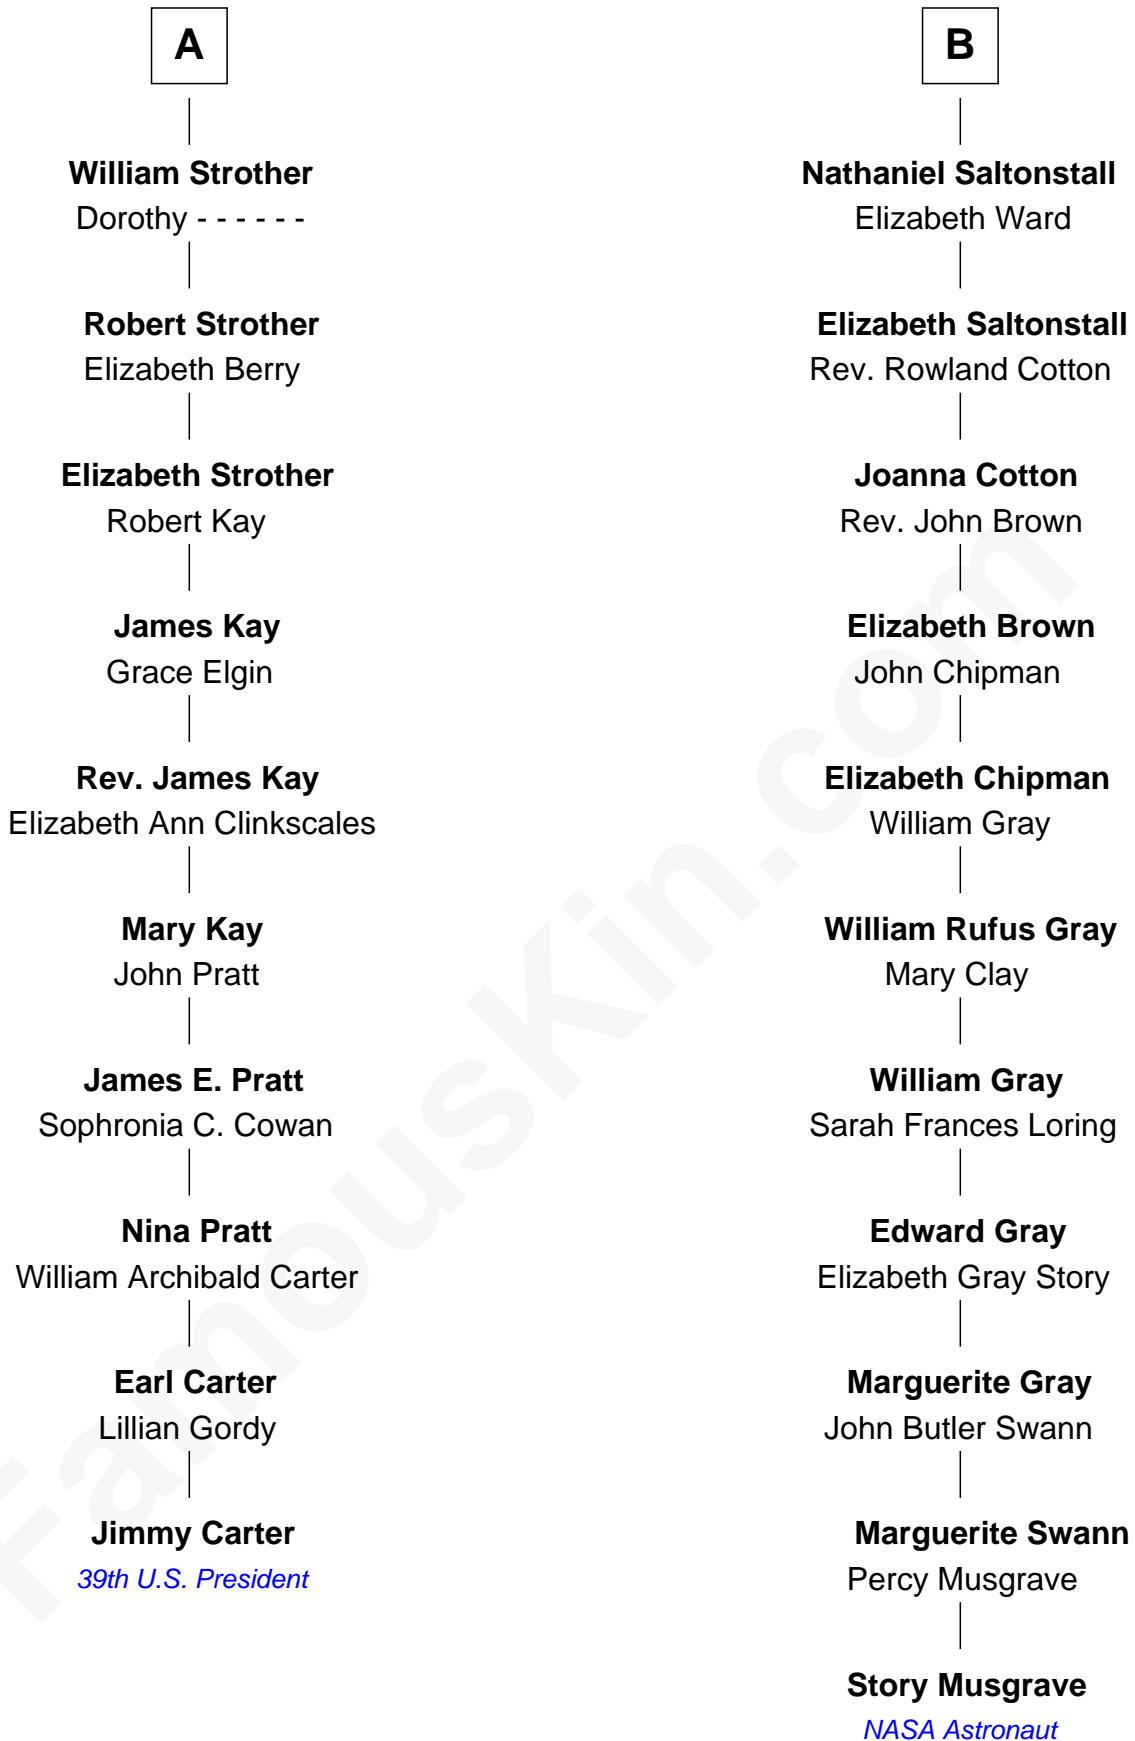 A
William Strother
Dorothy - - - - - -
Robert Strother
Elizabeth Berry
Elizabeth Strother
Robert Kay
James Kay
Grace Elgin
Rev. James Kay
Elizabeth Ann Clinkscales
Mary Kay
John Pratt
James E. Pratt
Sophronia C. Cowan
Nina Pratt
William Archibald Carter
Earl Carter
Lillian Gordy
Jimmy Carter
39th U.S. President
B
Nathaniel Saltonstall
Elizabeth Ward
Elizabeth Saltonstall
Rev. Rowland Cotton
Joanna Cotton
Rev. John Brown
Elizabeth Brown
John Chipman
Elizabeth Chipman
William Gray
William Rufus Gray
Mary Clay
William Gray
Sarah Frances Loring
Edward Gray
Elizabeth Gray Story
Marguerite Gray
John Butler Swann
Marguerite Swann
Percy Musgrave
Story Musgrave
NASA Astronaut
FamousKin.com